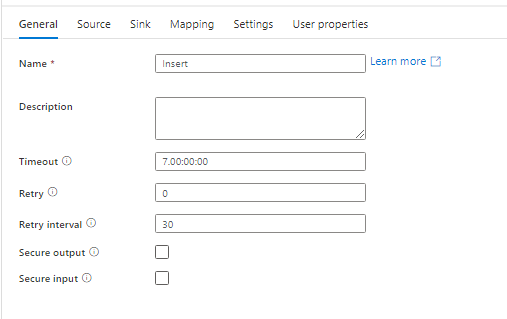 General Source Sink Mapping Settings User properties
Name * Insert Learn more
Description
Timeout 7.00:00:00
Retry 0
Retry interval 30
Secure output
Secure input